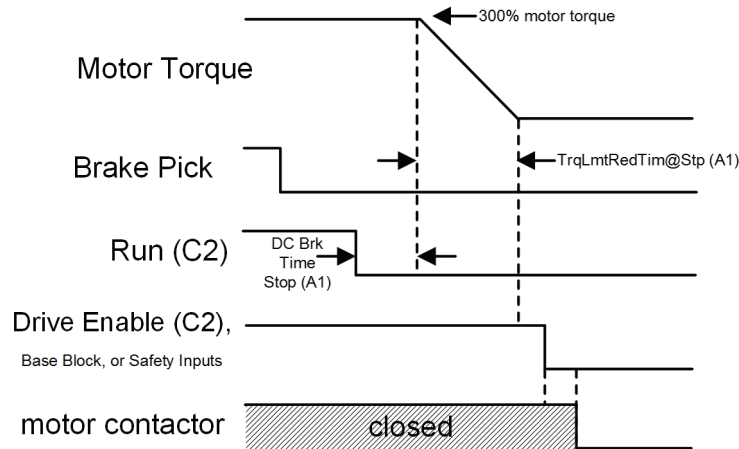 300% motor torque
Motor Torque
TrqLmtRedTim@Stp (A1)
Brake Pick
Run (C2)
DC Brk
Time
Stop (A1)
Drive Enable (C2),
Base Block, or Safety Inputs
motor contactor
closed